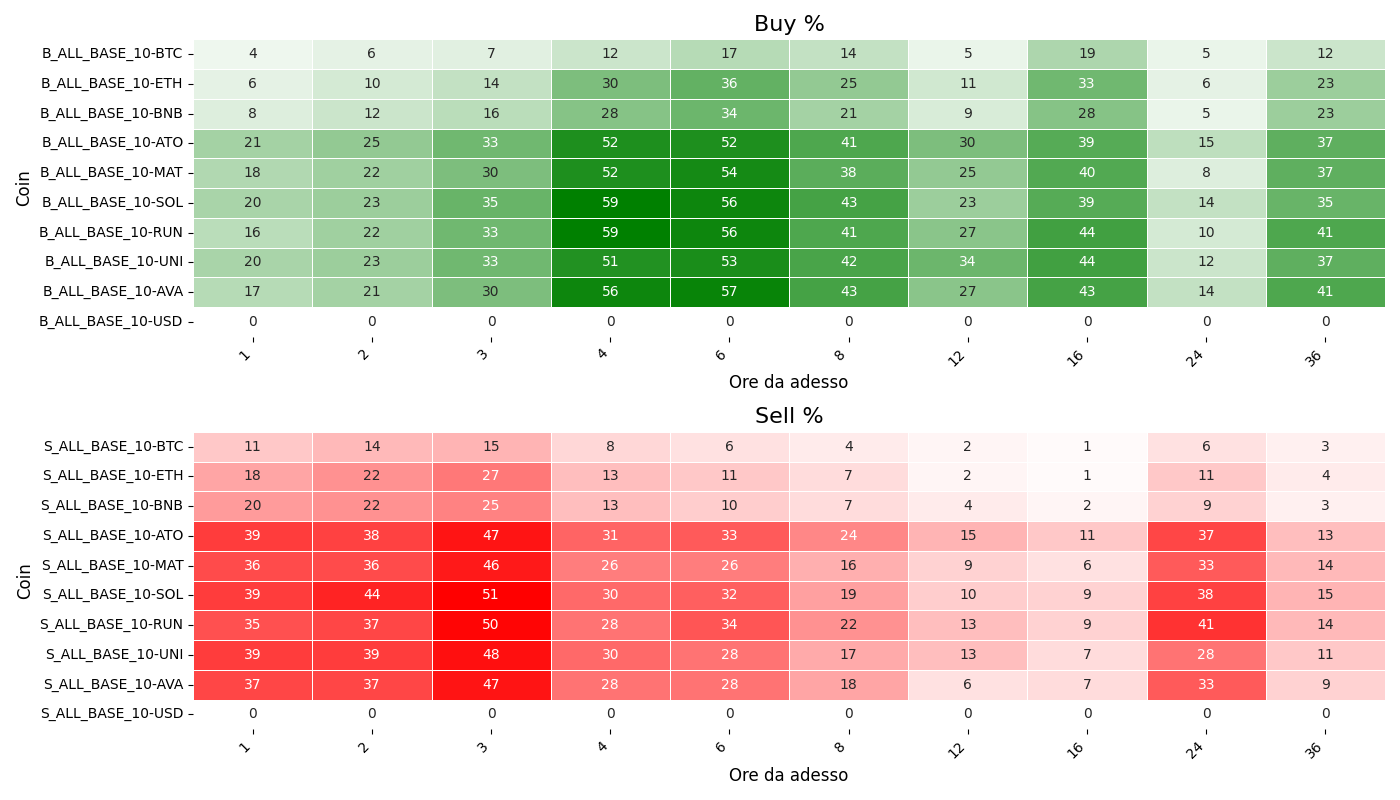 Buy %
Coin
B_ALL_BASE_10-BTC 4 6 7 12 17 14 5 19 5 12
B_ALL_BASE_10-ETH 6 10 14 30 36 25 11 33 6 23
B_ALL_BASE_10-BNB 8 12 16 28 34 21 9 28 5 23
B_ALL_BASE_10-ATO 21 25 33 52 52 41 30 39 15 37
B_ALL_BASE_10-MAT 18 22 30 52 54 38 25 40 8 37
B_ALL_BASE_10-SOL 20 23 35 59 56 43 23 39 14 35
B_ALL_BASE_10-RUN 16 22 33 59 56 41 27 44 10 41
B_ALL_BASE_10-UNI 20 23 33 51 53 42 34 44 12 37
B_ALL_BASE_10-AVA 17 21 30 56 57 43 27 43 14 41
B_ALL_BASE_10-USD 0 0 0 0 0 0 0 0 0 0
1 2 3 4 6 8 12 16 24 36
Ore da adesso
Sell %
Coin
S_ALL_BASE_10-BTC 11 14 15 8 6 4 2 1 6 3
S_ALL_BASE_10-ETH 18 22 27 13 11 7 2 1 11 4
S_ALL_BASE_10-BNB 20 22 25 13 10 7 4 2 9 3
S_ALL_BASE_10-ATO 39 38 47 31 33 24 15 11 37 13
S_ALL_BASE_10-MAT 36 36 46 26 26 16 9 6 33 14
S_ALL_BASE_10-SOL 39 44 51 30 32 19 10 9 38 15
S_ALL_BASE_10-RUN 35 37 50 28 34 22 13 9 41 14
S_ALL_BASE_10-UNI 39 39 48 30 28 17 13 7 28 11
S_ALL_BASE_10-AVA 37 37 47 28 28 18 6 7 33 9
S_ALL_BASE_10-USD 0 0 0 0 0 0 0 0 0 0
1 2 3 4 6 8 12 16 24 36
Ore da adesso